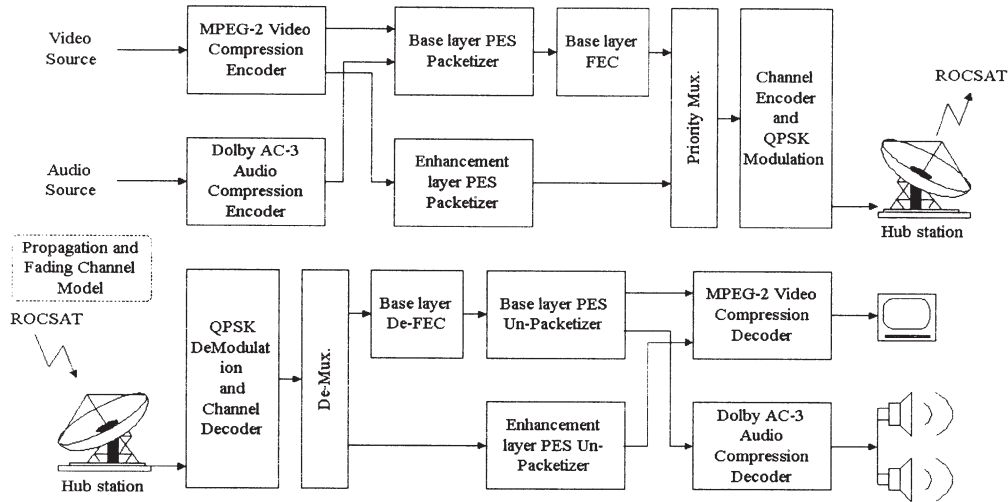 Video
Source
MPEG-2 Video
Compression
Encoder
Base layer PES
Packetizer
Base layer
FEC
Priority Mux.
Channel
Encoder
and
QPSK
Modulation
ROCSAT
Hub station
Audio
Source
Dolby AC-3
Audio
Compression
Encoder
Enhancement
layer PES
Packetizer
Propagation and
Fading Channel
Model
ROCSAT
Hub station
QPSK
DeModulat
ion
and
Channel
Decoder
De-Mux.
Base layer
De-FEC
Base layer PES
Un-Packetizer
MPEG-2 Video
Compression
Decoder
Enhancement
layer PES Un-
Packetizer
Dolby AC-3
Audio
Compression
Decoder